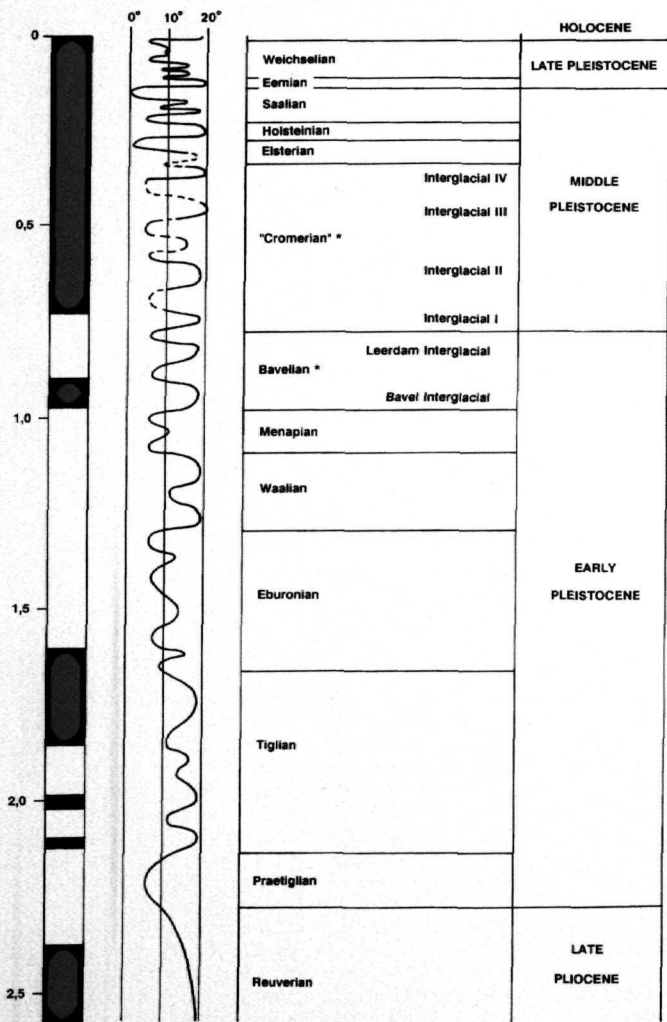 0° 10° 20°
HOLOCENE
0
Weichselian
LATE PLEISTOCENE
Eemian
Saalian
Holsteinian
Elsterian
Interglacial IV
MIDDLE
PLEISTOCENE
Interglacial III
0,5
"Cromerian" *
Interglacial II
Interglacial I
Leerdam Interglacial
Bavelian *
Bavel Interglacial
1,0
Menapian
Waalian
EARLY
PLEISTOCENE
Eburonian
1,5
Tiglian
2,0
Praetiglian
LATE
PLIOCENE
Reuverian
2,5